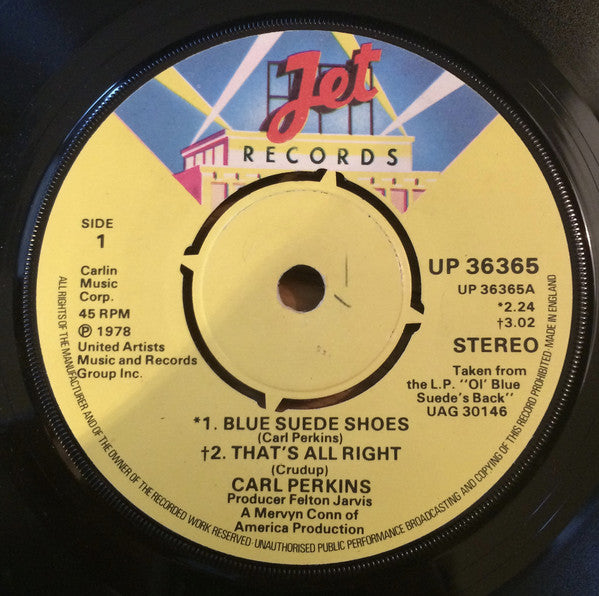 Jet
RECORDS
SIDE
1
Carlin
Music
Corp.
45 RPM
Ⓟ 1978
United Artists
Music and Records
Group Inc.
UP 36365
UP 36365A
*2.24
†3.02
STEREO
Taken from
the L.P. "Ol' Blue
Suede's Back"
UAG 30146
*1. BLUE SUEDE SHOES
(Carl Perkins)
†2. THAT'S ALL RIGHT
(Crudup)
CARL PERKINS
Producer Felton Jarvis
A Mervyn Conn of
America Production
ALL RIGHTS OF THE MANUFACTURER AND OF THE OWNER OF THE RECORDED WORK RESERVED·UNAUTHORISED PUBLIC PERFORMANCE BROADCASTING AND COPYING OF THIS RECORD PROHIBITED·MADE IN ENGLAND